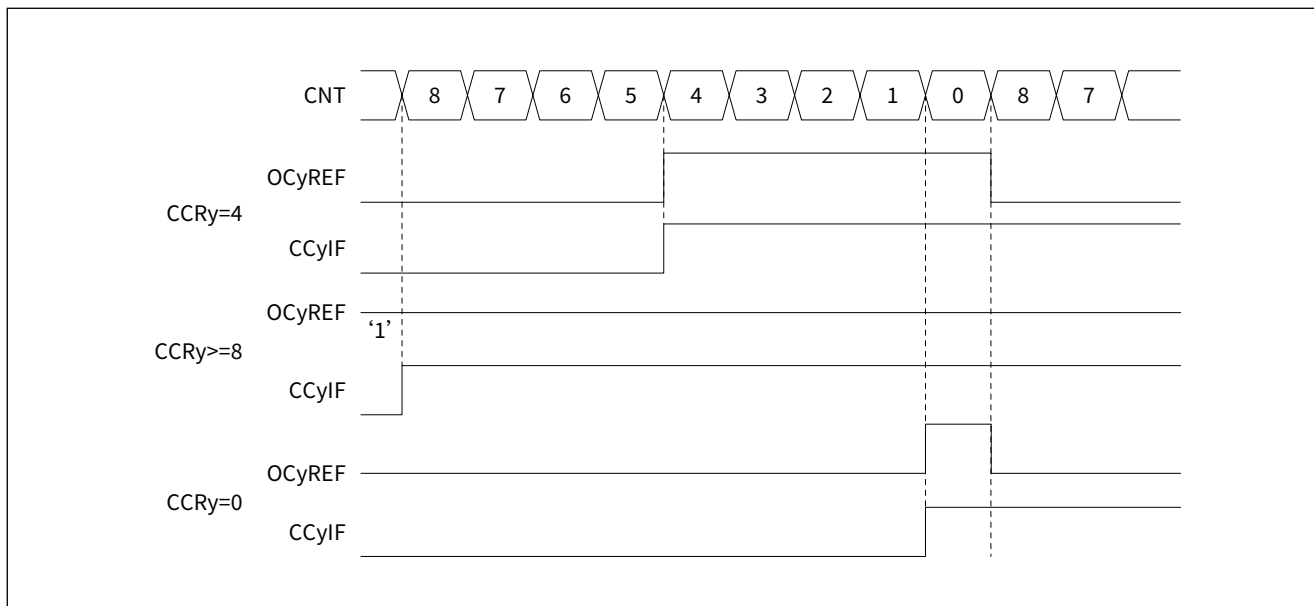 CNT 8 7 6 5 4 3 2 1 0 8 7
OCyREF
CCRy=4
CCyIF
OCyREF
‘1’
CCRy>=8
CCyIF
OCyREF
CCRy=0
CCyIF